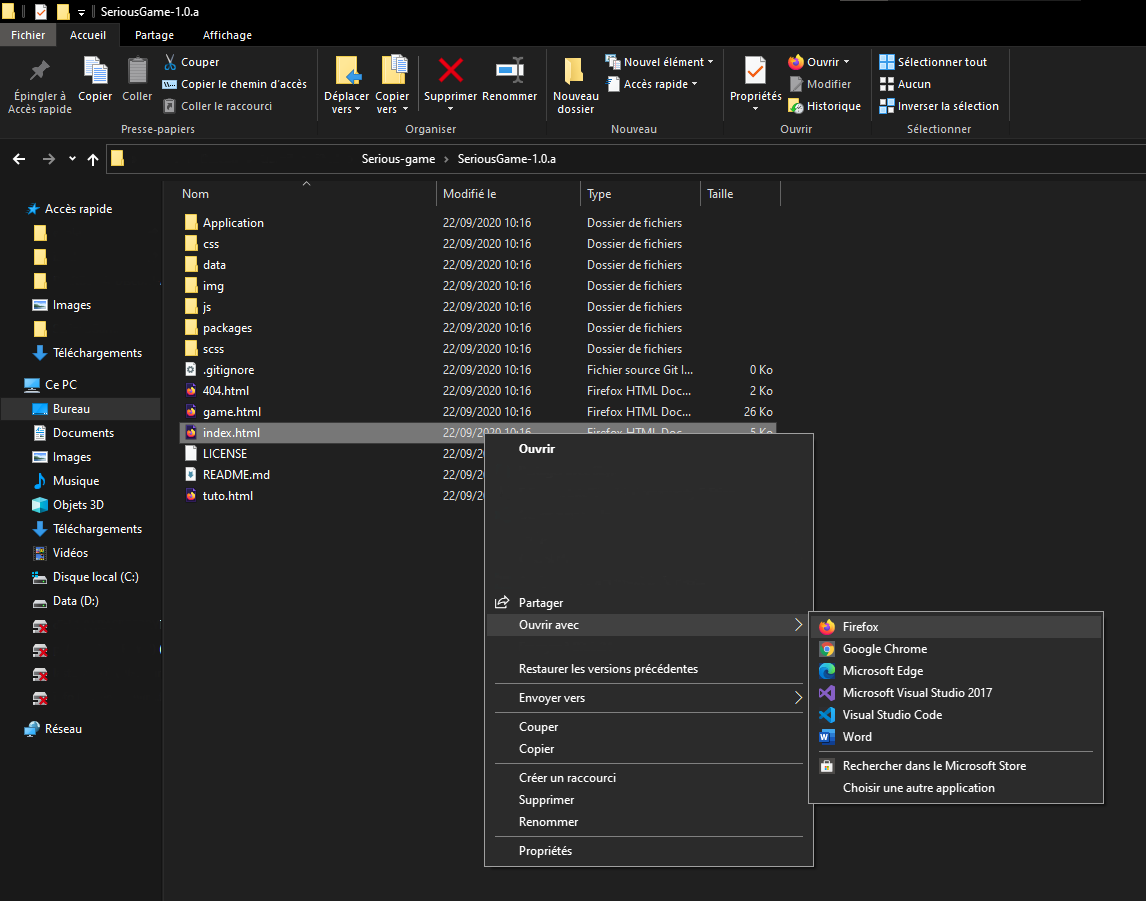 SeriousGame-1.0.a
Fichier Accueil Partage Affichage
Épingler à Accès rapide
Copier
Coller
Couper
Copier le chemin d'accès
Coller le raccourci
Presse-papiers
Déplacer vers
Copier vers
Supprimer
Renommer
Organiser
Nouveau dossier
Nouvel élément
Accès rapide
Nouveau
Propriétés
Ouvrir
Modifier
Historique
Ouvrir
Sélectionner tout
Aucun
Inverser la sélection
Sélectionner
Serious-game › SeriousGame-1.0.a
Accès rapide
Images
Téléchargements
Ce PC
Bureau
Documents
Images
Musique
Objets 3D
Téléchargements
Vidéos
Disque local (C:)
Data (D:)
Réseau
Nom Modifié le Type Taille
Application 22/09/2020 10:16 Dossier de fichiers
css 22/09/2020 10:16 Dossier de fichiers
data 22/09/2020 10:16 Dossier de fichiers
img 22/09/2020 10:16 Dossier de fichiers
js 22/09/2020 10:16 Dossier de fichiers
packages 22/09/2020 10:16 Dossier de fichiers
scss 22/09/2020 10:16 Dossier de fichiers
.gitignore 22/09/2020 10:16 Fichier source Git I... 0 Ko
404.html 22/09/2020 10:16 Firefox HTML Doc... 2 Ko
game.html 22/09/2020 10:16 Firefox HTML Doc... 26 Ko
index.html 22/09/2020 10:16 Firefox HTML Doc... 5 Ko
LICENSE 22/09/2
README.md 22/09/2
tuto.html 22/09/2
Ouvrir
Partager
Ouvrir avec
Restaurer les versions précédentes
Envoyer vers
Couper
Copier
Créer un raccourci
Supprimer
Renommer
Propriétés
Firefox
Google Chrome
Microsoft Edge
Microsoft Visual Studio 2017
Visual Studio Code
Word
Rechercher dans le Microsoft Store
Choisir une autre application